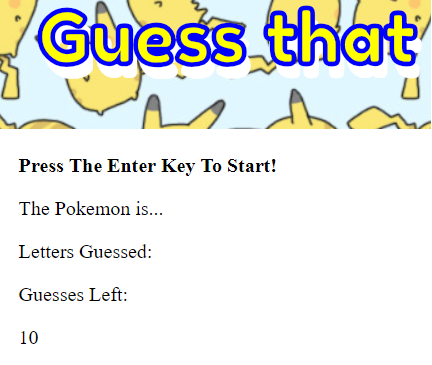 Guess that
Press The Enter Key To Start!
The Pokemon is...
Letters Guessed:
Guesses Left:
10